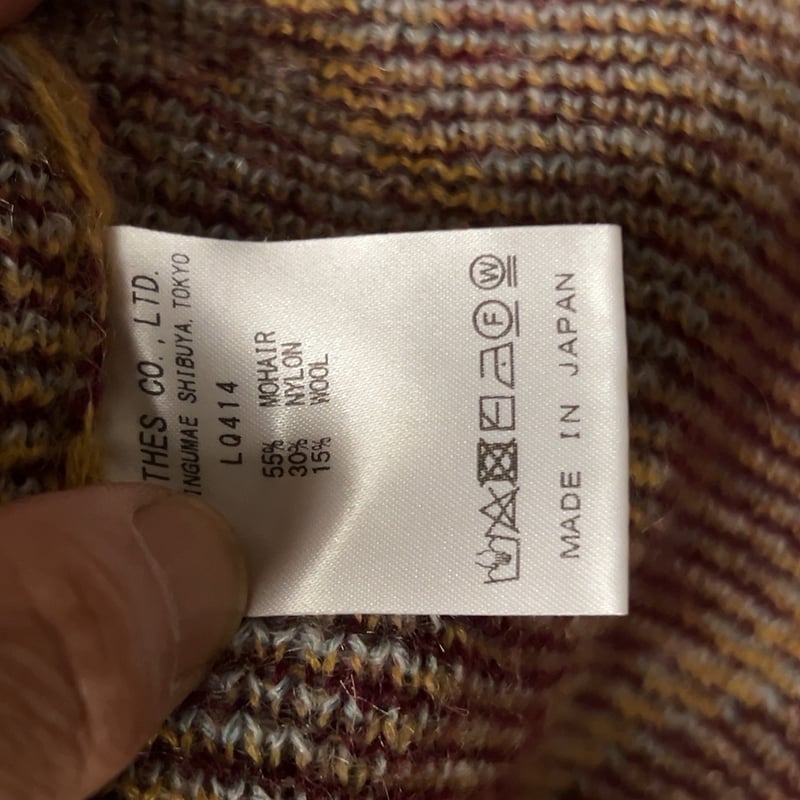 THES CO., LTD.
INGUMAE SHIBUYA, TOKYO
LQ414
55% MOHAIR
30% NYLON
15% WOOL
F W
MADE IN JAPAN